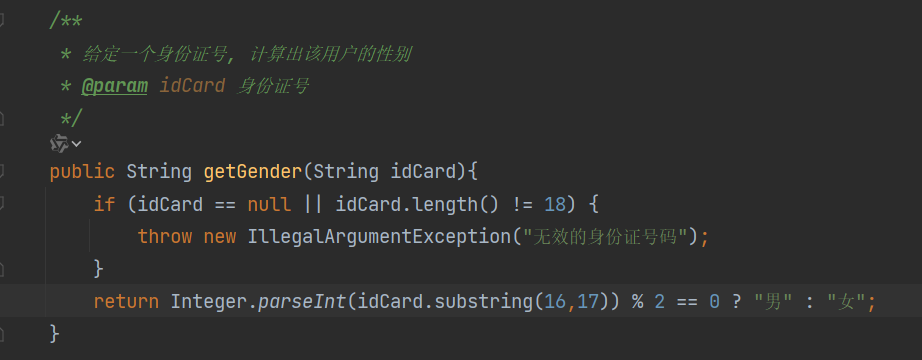 /**
 * 给定一个身份证号, 计算出该用户的性别
 * @param idCard 身份证号
 */
public String getGender(String idCard){
    if (idCard == null || idCard.length() != 18) {
        throw new IllegalArgumentException("无效的身份证号码");
    }
    return Integer.parseInt(idCard.substring(16,17)) % 2 == 0 ? "男" : "女";
}